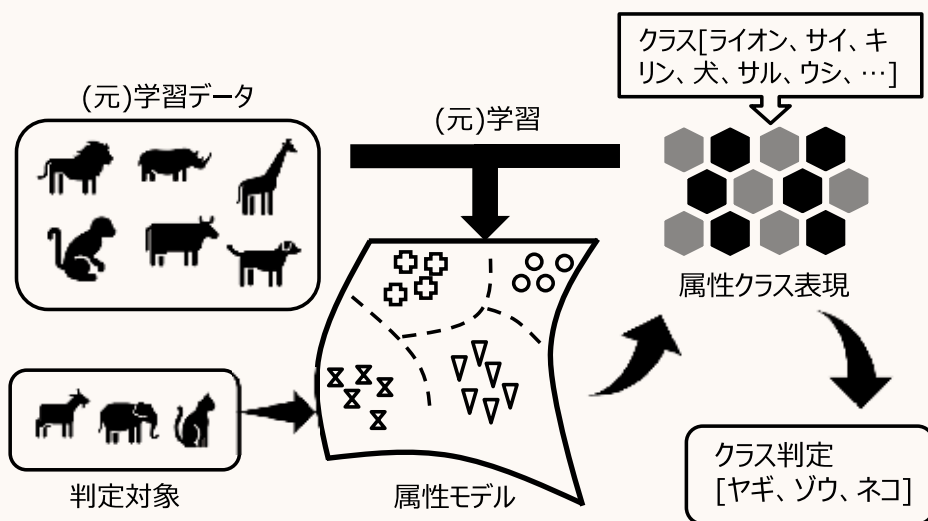 クラス[ライオン、サイ、キ
リン、犬、サル、ウシ、…]
(元)学習データ
(元)学習
属性クラス表現
判定対象
属性モデル
クラス判定
[ヤギ、ゾウ、ネコ]